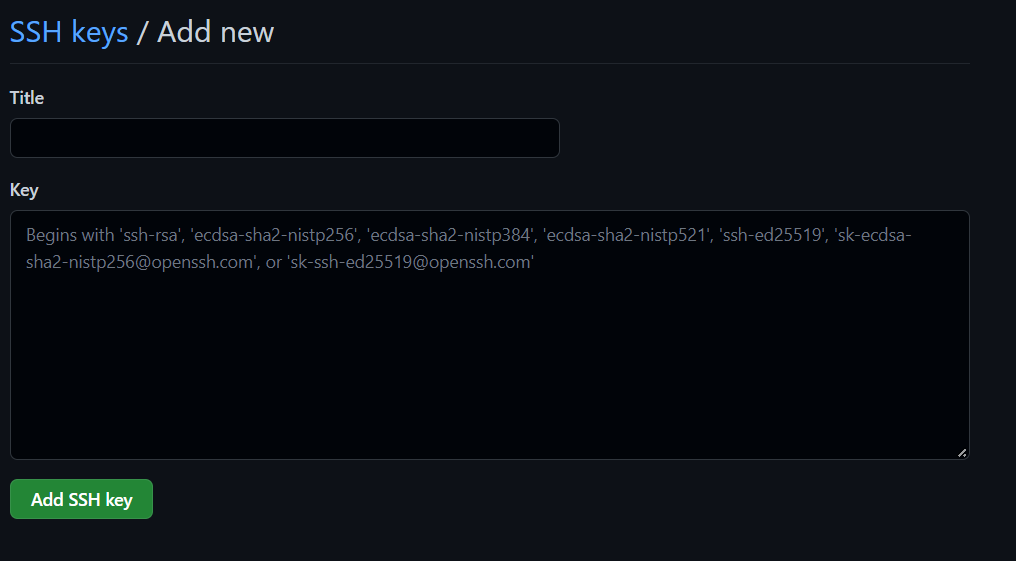 SSH keys / Add new
Title
Key
Begins with 'ssh-rsa', 'ecdsa-sha2-nistp256', 'ecdsa-sha2-nistp384', 'ecdsa-sha2-nistp521', 'ssh-ed25519', 'sk-ecdsa-
sha2-nistp256@openssh.com', or 'sk-ssh-ed25519@openssh.com'
Add SSH key